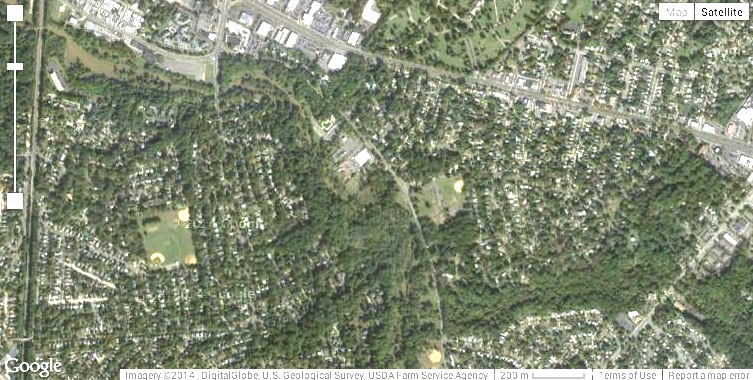 Map
Satellite
Google
Imagery ©2014 , DigitalGlobe, U.S. Geological Survey, USDA Farm Service Agency
200 m
Terms of Use
Report a map error